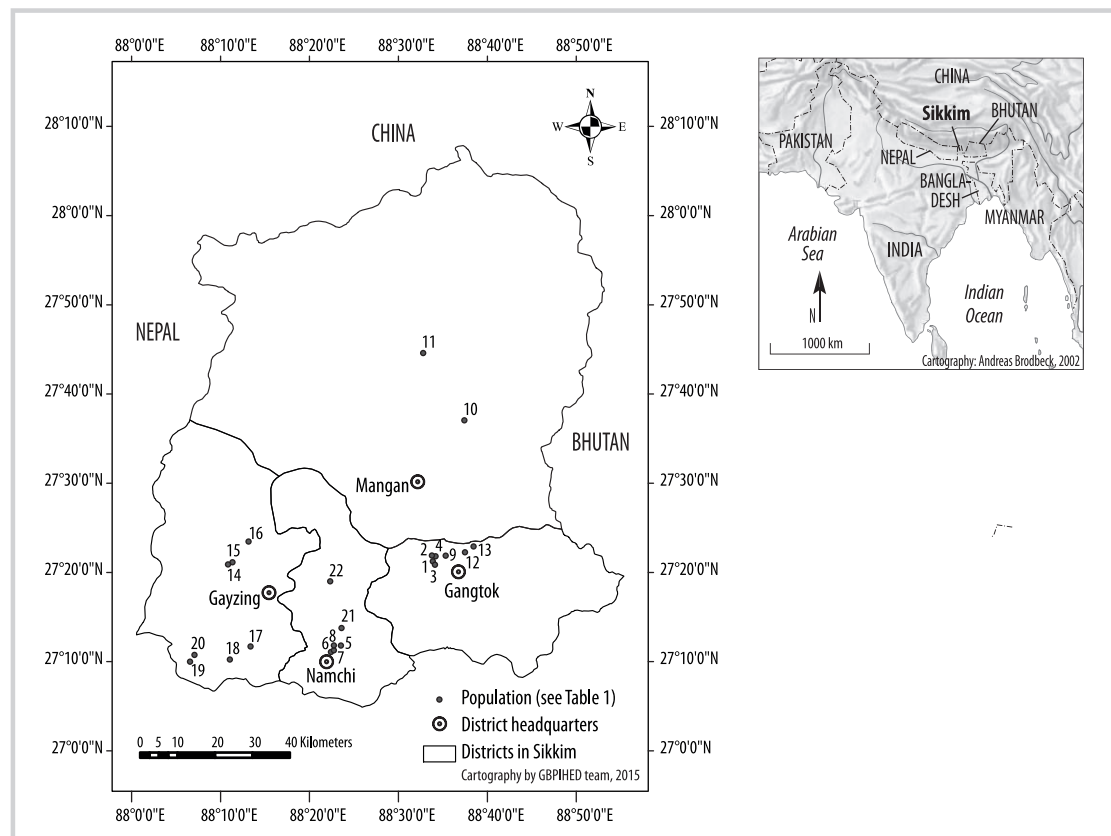 88°0'0"E 88°10'0"E 88°20'0"E 88°30'0"E 88°40'0"E 88°50'0"E
28°10'0"N
28°0'0"N
27°50'0"N
27°40'0"N
27°30'0"N
27°20'0"N
27°10'0"N
27°0'0"N
CHINA
N
W E
S
NEPAL
BHUTAN
11
10
Mangan
16
15
14
Gayzing
2 4 9 13
1 12
3
Gangtok
22
21
8
6 5
7
Namchi
20 18 17
19
Population (see Table 1)
District headquarters
Districts in Sikkim
Cartography by GBPIHED team, 2015
0 5 10 20 30 40 Kilometers
28°10'0"N
28°0'0"N
27°50'0"N
27°40'0"N
27°30'0"N
27°20'0"N
27°10'0"N
27°0'0"N
88°0'0"E 88°10'0"E 88°20'0"E 88°30'0"E 88°40'0"E 88°50'0"E
CHINA
Sikkim
BHUTAN
PAKISTAN
NEPAL
BANGLA-
DESH
MYANMAR
Arabian
Sea
INDIA
Indian
Ocean
N
1000 km
Cartography: Andreas Brodbeck, 2002